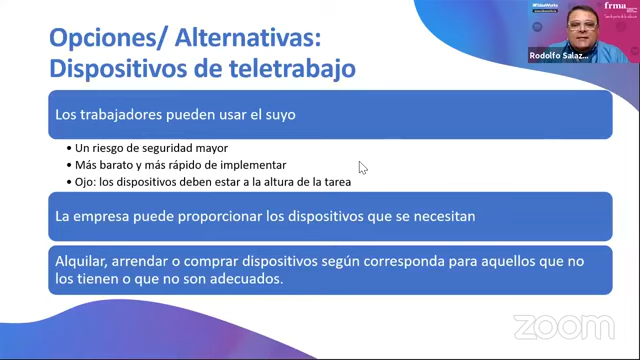 frma
Opciones/ Alternativas:
Dispositivos de teletrabajo
Rodolfo Salaz...
Los trabajadores pueden usar el suyo
• Un riesgo de seguridad mayor
• Más barato y más rápido de implementar
• Ojo: los dispositivos deben estar a la altura de la tarea
La empresa puede proporcionar los dispositivos que se necesitan
Alquilar, arrendar o comprar dispositivos según corresponda para aquellos que no
los tienen o que no son adecuados.
zoom